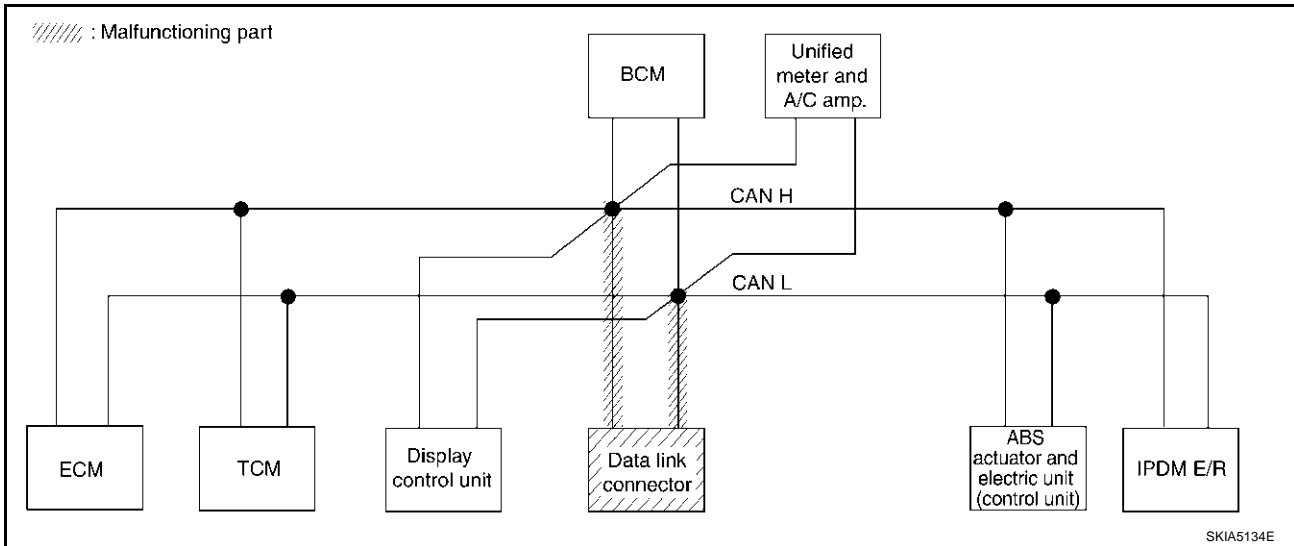 : Malfunctioning part
BCM
Unified
meter and
A/C amp.
CAN H
CAN L
ECM
TCM
Display
control unit
Data link
connector
ABS
actuator and
electric unit
(control unit)
IPDM E/R
SKIA5134E